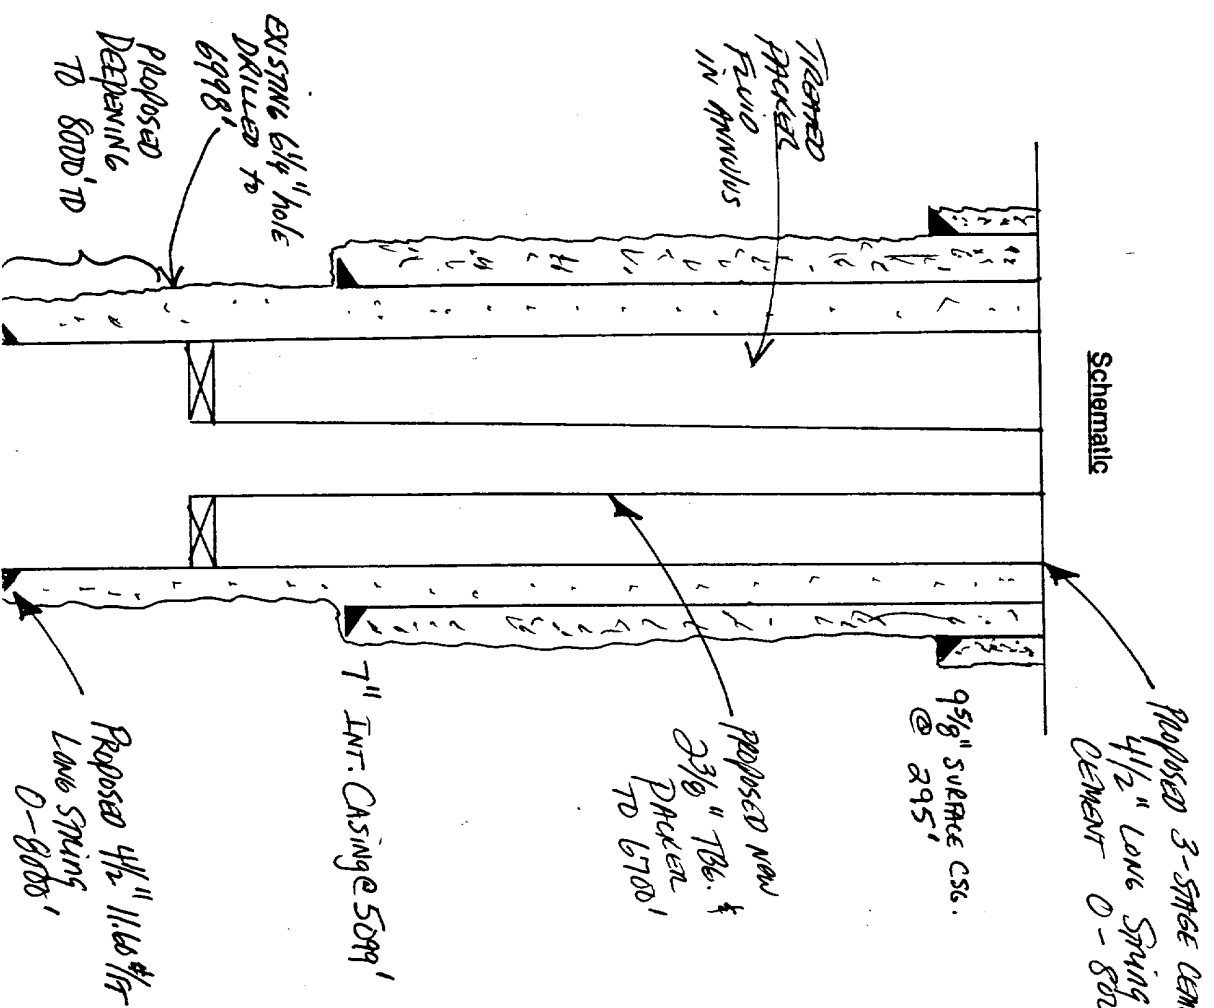 Schematic
PROPOSED 3-STAGE CEM
4 1/2" LONG STRING
CEMENT 0 - 800
9 5/8" SURFACE CSG.
@ 295'
PROPOSED NEW
2 3/8" TBG. &
PACKER
TO 6700'
7" INT. CASING @ 5099'
PROPOSED 4 1/2" 11.60 #/FT
LONG STRING
0 - 8000'
TREATED
PACKER
FLUID
IN ANNULUS
EXISTING 6 1/4" hole
DRILLED to
6998'
PROPOSED
DEEPENING
TO 8000' TD